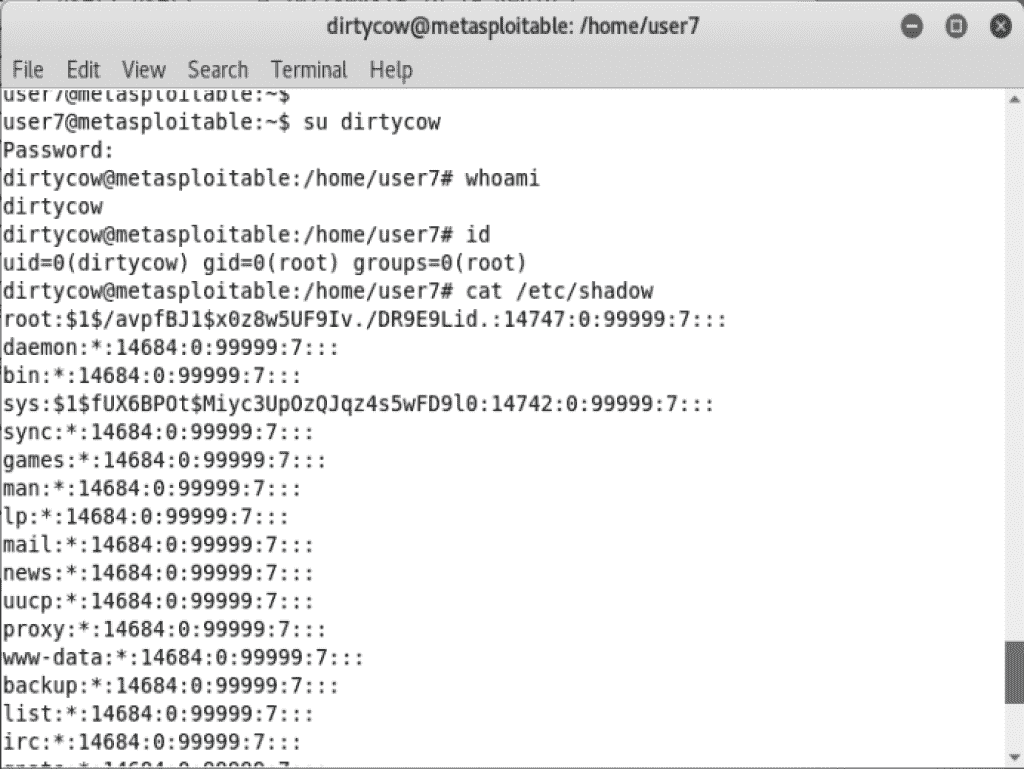 dirtycow@metasploitable: /home/user7
File Edit View Search Terminal Help
user7@metasploitable:~$
user7@metasploitable:~$ su dirtycow
Password:
dirtycow@metasploitable:/home/user7# whoami
dirtycow
dirtycow@metasploitable:/home/user7# id
uid=0(dirtycow) gid=0(root) groups=0(root)
dirtycow@metasploitable:/home/user7# cat /etc/shadow
root:$1$/avpfBJ1$x0z8w5UF9Iv./DR9E9Lid.:14747:0:99999:7:::
daemon:*:14684:0:99999:7:::
bin:*:14684:0:99999:7:::
sys:$1$fUX6BPOt$Miyc3UpOzQJqz4s5wFD9l0:14742:0:99999:7:::
sync:*:14684:0:99999:7:::
games:*:14684:0:99999:7:::
man:*:14684:0:99999:7:::
lp:*:14684:0:99999:7:::
mail:*:14684:0:99999:7:::
news:*:14684:0:99999:7:::
uucp:*:14684:0:99999:7:::
proxy:*:14684:0:99999:7:::
www-data:*:14684:0:99999:7:::
backup:*:14684:0:99999:7:::
list:*:14684:0:99999:7:::
irc:*:14684:0:99999:7:::